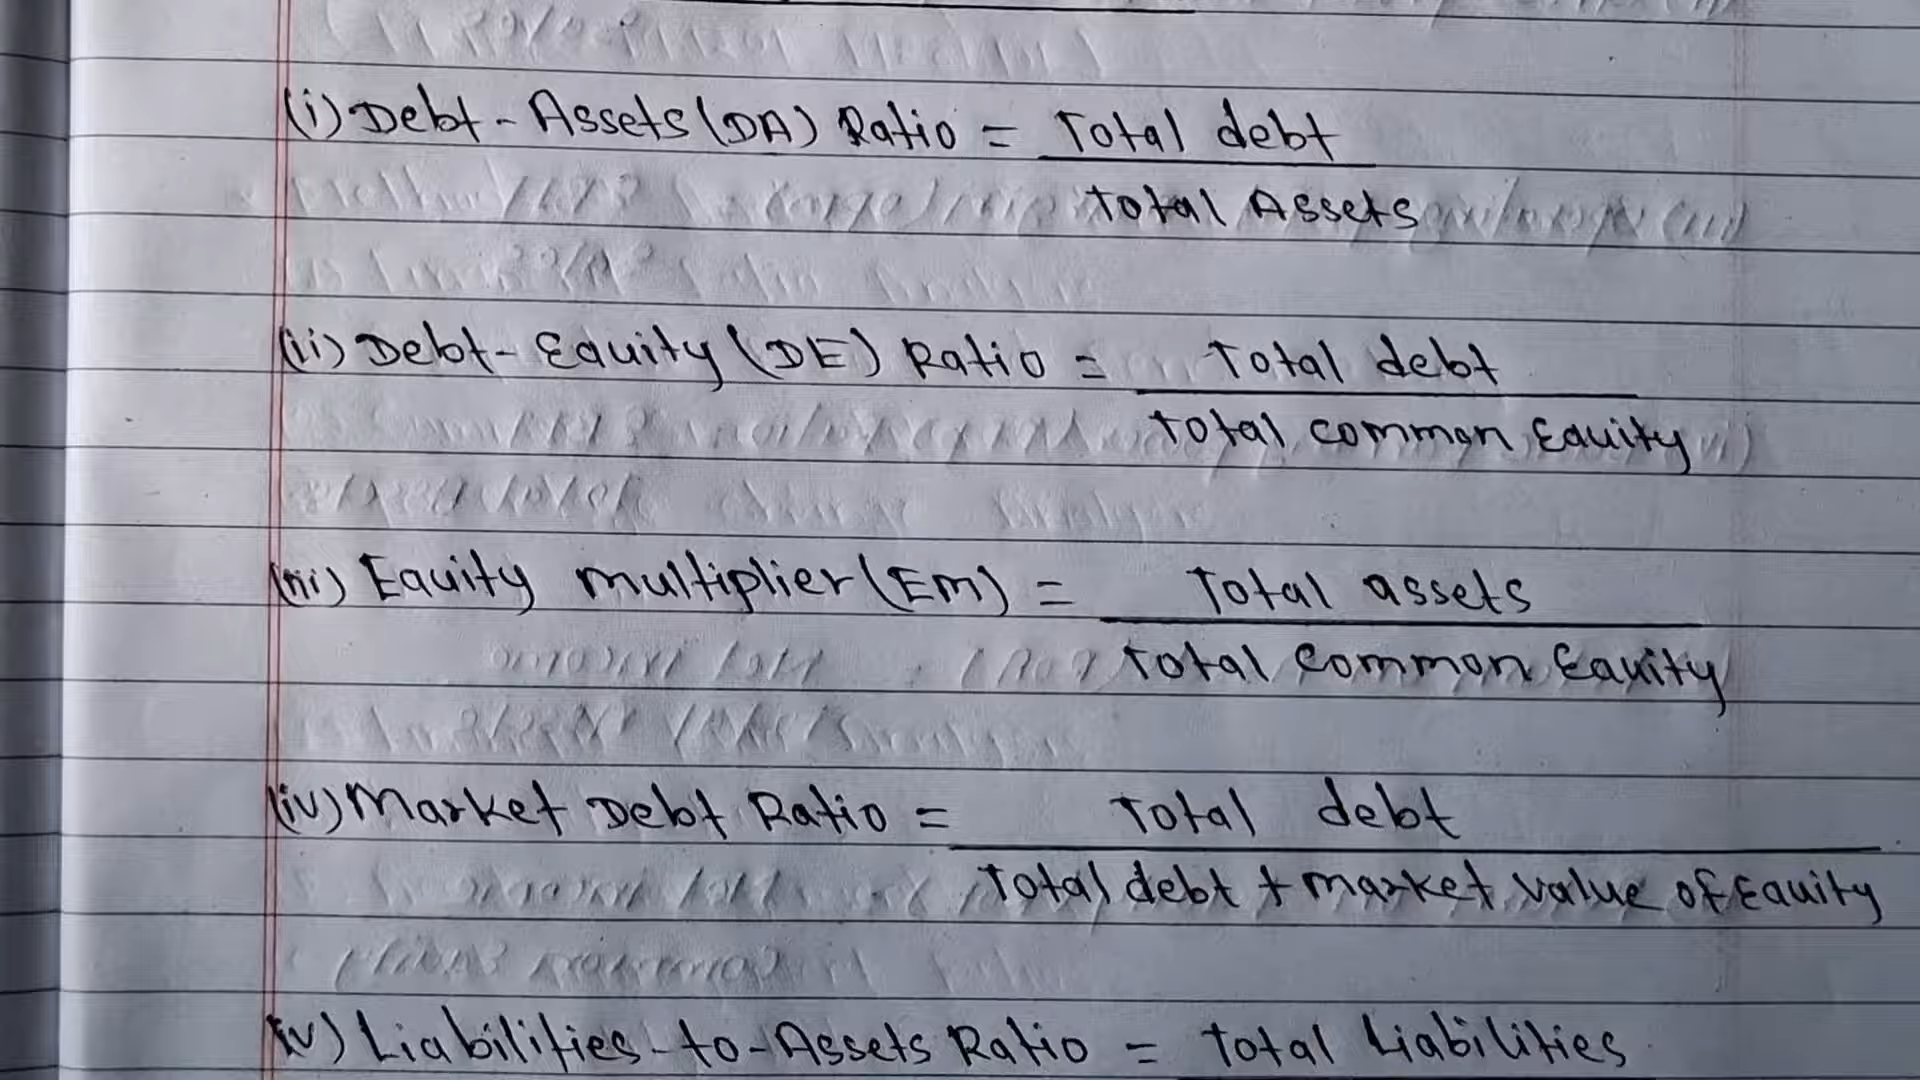 (i) Debt - Assets (DA) Ratio = Total debt
Total Assets
(ii) Debt - Equity (DE) Ratio = Total debt
Total common Equity
(iii) Equity multiplier (EM) = Total assets
Total common Equity
(iv) Market Debt Ratio = Total debt
Total debt + market value of Equity
(v) Liabilities-to-Assets Ratio = Total Liabilities